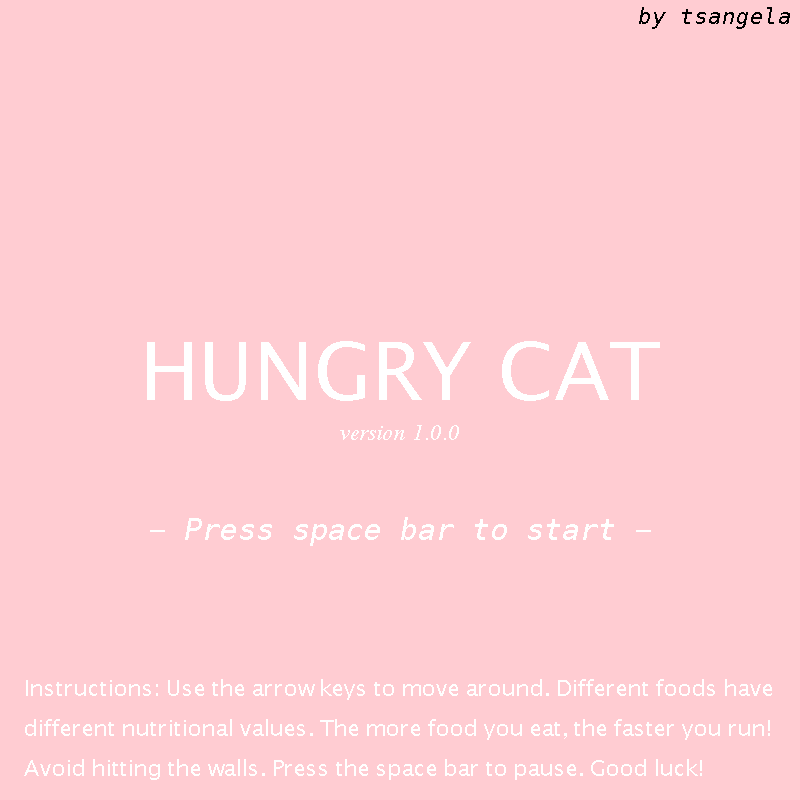 by tsangela
HUNGRY CAT
version 1.0.0
– Press space bar to start –
Instructions: Use the arrow keys to move around. Different foods have
different nutritional values. The more food you eat, the faster you run!
Avoid hitting the walls. Press the space bar to pause. Good luck!